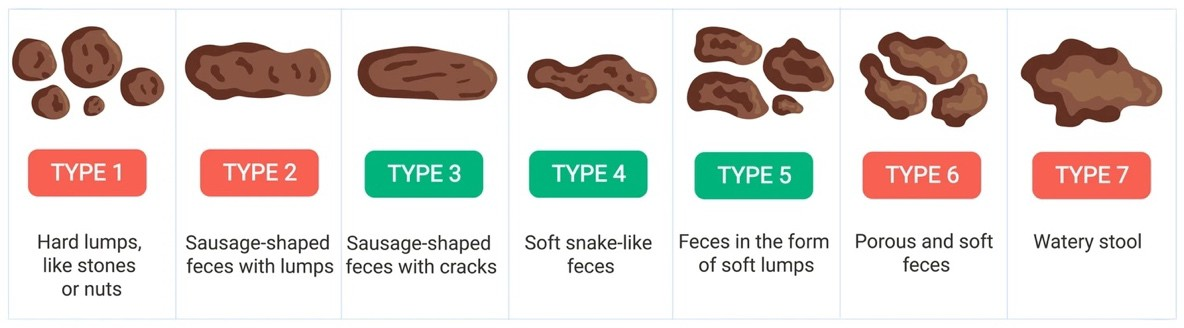 TYPE 1
Hard lumps,
like stones
or nuts
TYPE 2
Sausage-shaped
feces with lumps
TYPE 3
Sausage-shaped
feces with cracks
TYPE 4
Soft snake-like
feces
TYPE 5
Feces in the form
of soft lumps
TYPE 6
Porous and soft
feces
TYPE 7
Watery stool